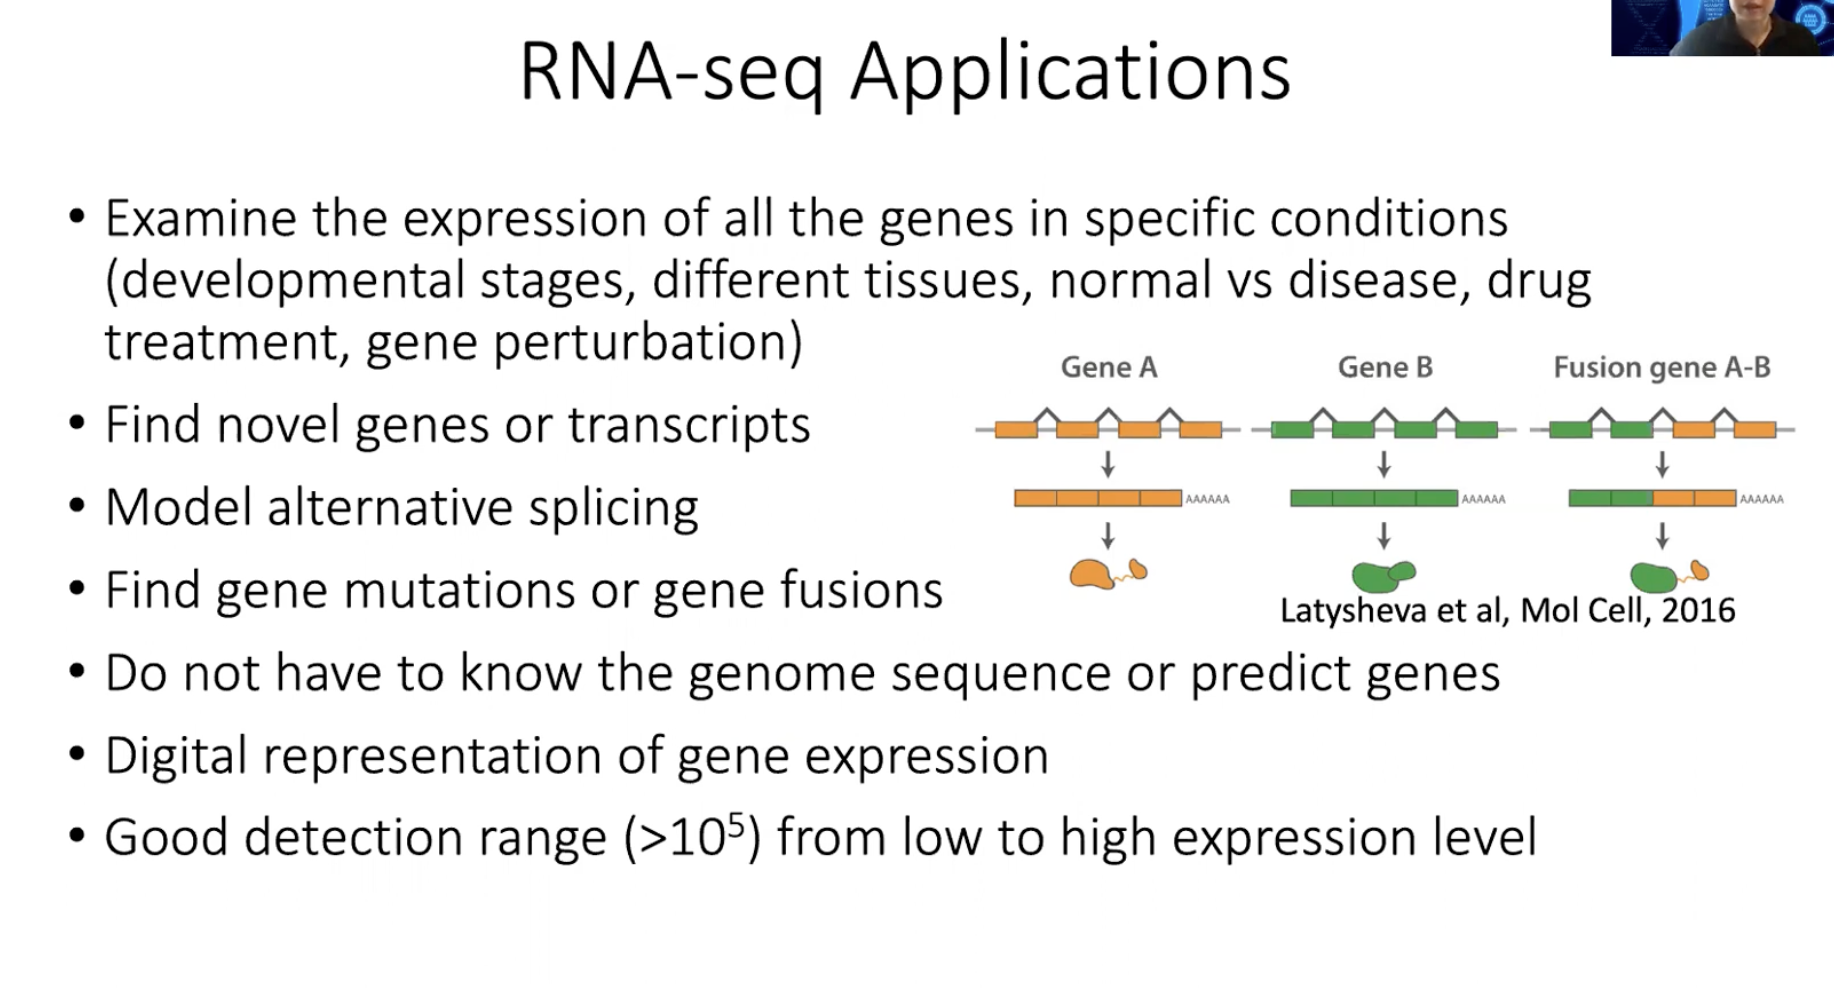 RNA-seq Applications
• Examine the expression of all the genes in specific conditions
(developmental stages, different tissues, normal vs disease, drug
treatment, gene perturbation)
Gene A
Gene B
Fusion gene A-B
• Find novel genes or transcripts
• Model alternative splicing
AAAAAA
AAAAAA
AAAAAA
• Find gene mutations or gene fusions
Latysheva et al, Mol Cell, 2016
• Do not have to know the genome sequence or predict genes
• Digital representation of gene expression
• Good detection range (>10⁵) from low to high expression level